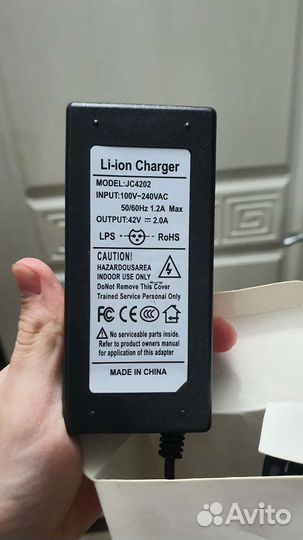 Li-ion Charger
MODEL:JC4202
INPUT:100V~240VAC
50/60Hz 1.2A Max
OUTPUT:42V ⎓ 2.0A
LPS RoHS
CAUTION!
HAZARDOUSAREA
INDOOR USE ONLY
DoNot Remove This Cover
Trained Service Personal Only
FC CE CCC
No serviceable parts inside.
Refer to product owners manual
for application of this adapter
MADE IN CHINA
Avito